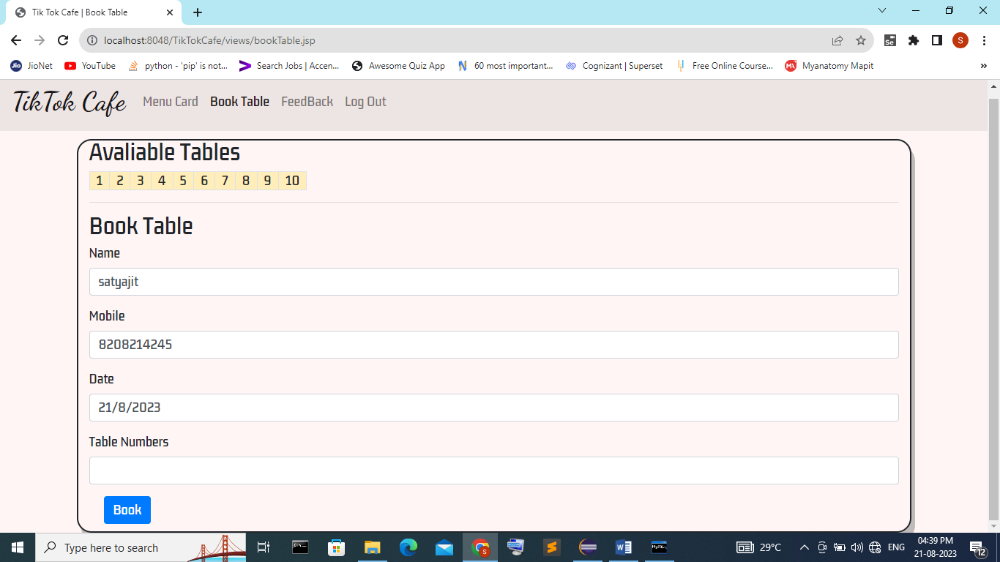 Tik Tok Cafe | Book Table
localhost:8048/TikTokCafe/views/bookTable.jsp
Se
S
Jio JioNet YouTube python - 'pip' is not... Search Jobs | Accen... Awesome Quiz App 60 most important... Cognizant | Superset Free Online Course... Myanatomy Mapit »
TikTok Cafe Menu Card Book Table FeedBack Log Out
Avaliable Tables
1 2 3 4 5 6 7 8 9 10
Book Table
Name
satyajit
Mobile
8208214245
Date
21/8/2023
Table Numbers
Book
Type here to search
29°C ENG 04:39 PM
21-08-2023
12